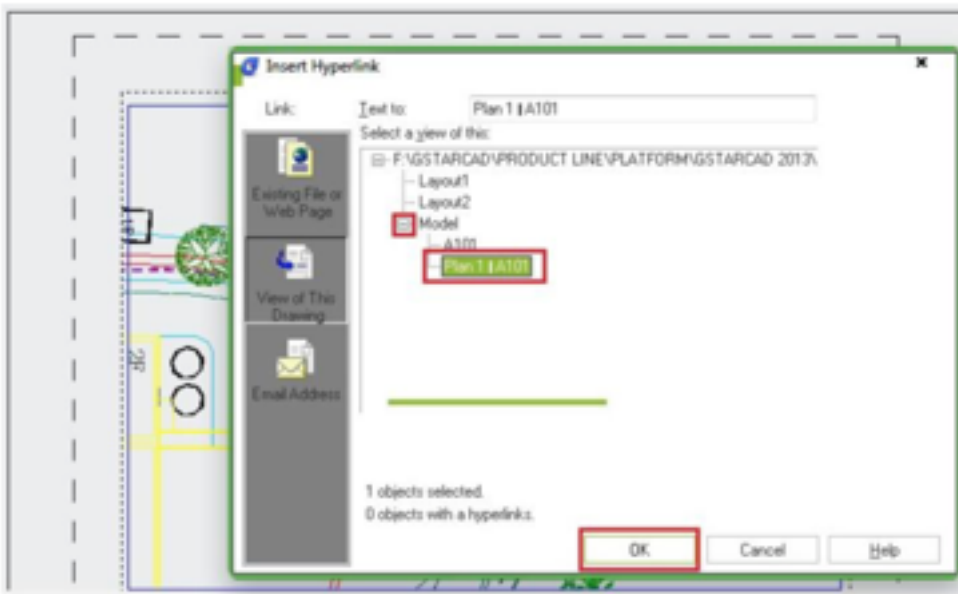 Insert Hyperlink
Link:
Text to:
Plan 1 | A101
Select a view of this:
F:\GSTARCAD\PRODUCT LINE\PLATFORM\GSTARCAD 2013\
Layout1
Layout2
Model
A101
Plan 1 | A101
Existing File or
Web Page
View of This
Drawing
Email Address
1 objects selected.
0 objects with a hyperlinks.
OK
Cancel
Help
2F